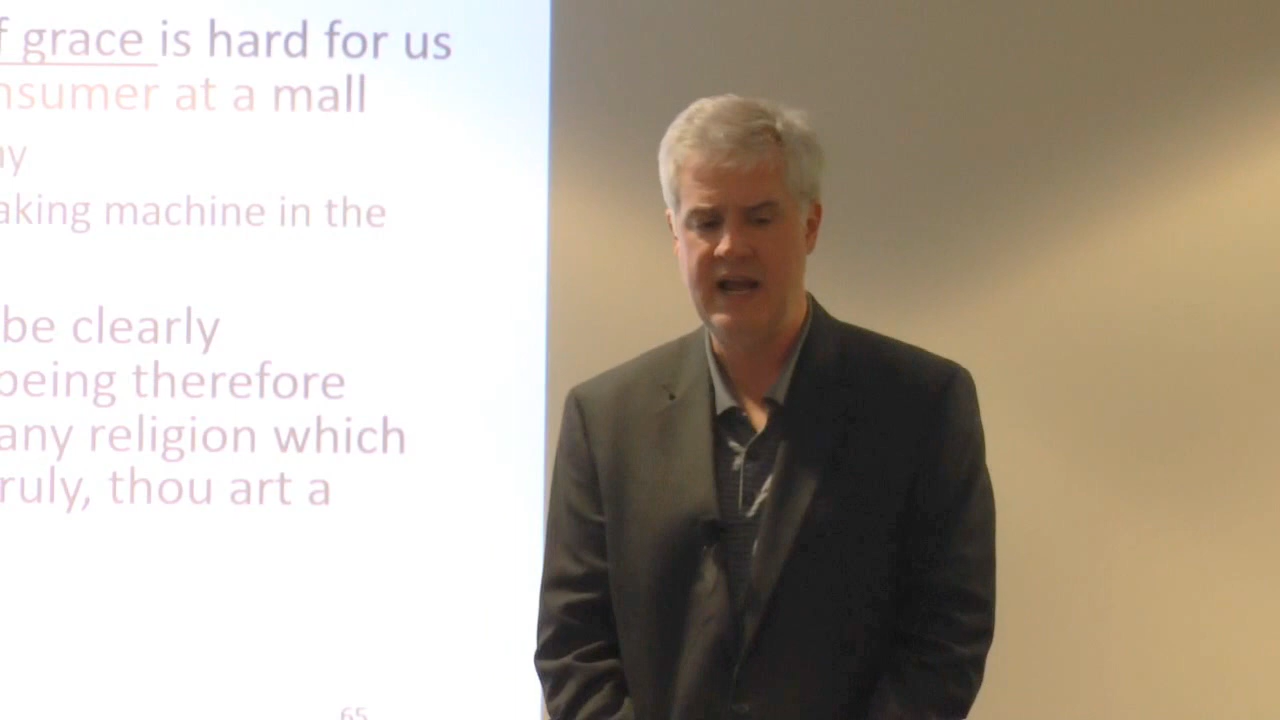 f grace is hard for us
nsumer at a mall
ny
aking machine in the
be clearly
being therefore
any religion which
ruly, thou art a
65